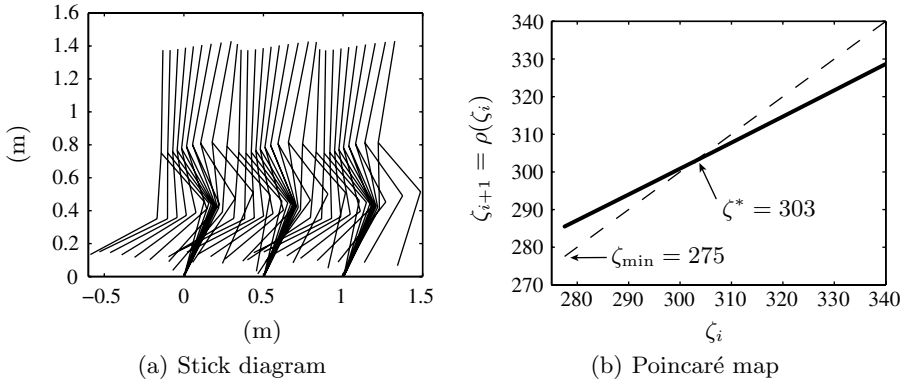 1.6
1.4
1.2
1
0.8
0.6
0.4
0.2
0
(m)
−0.5 0 0.5 1 1.5
(m)
(a) Stick diagram
340
330
320
310
300
290
280
270
ζi+1 = ρ(ζi)
ζ* = 303
ζmin = 275
280 290 300 310 320 330 340
ζi
(b) Poincaré map